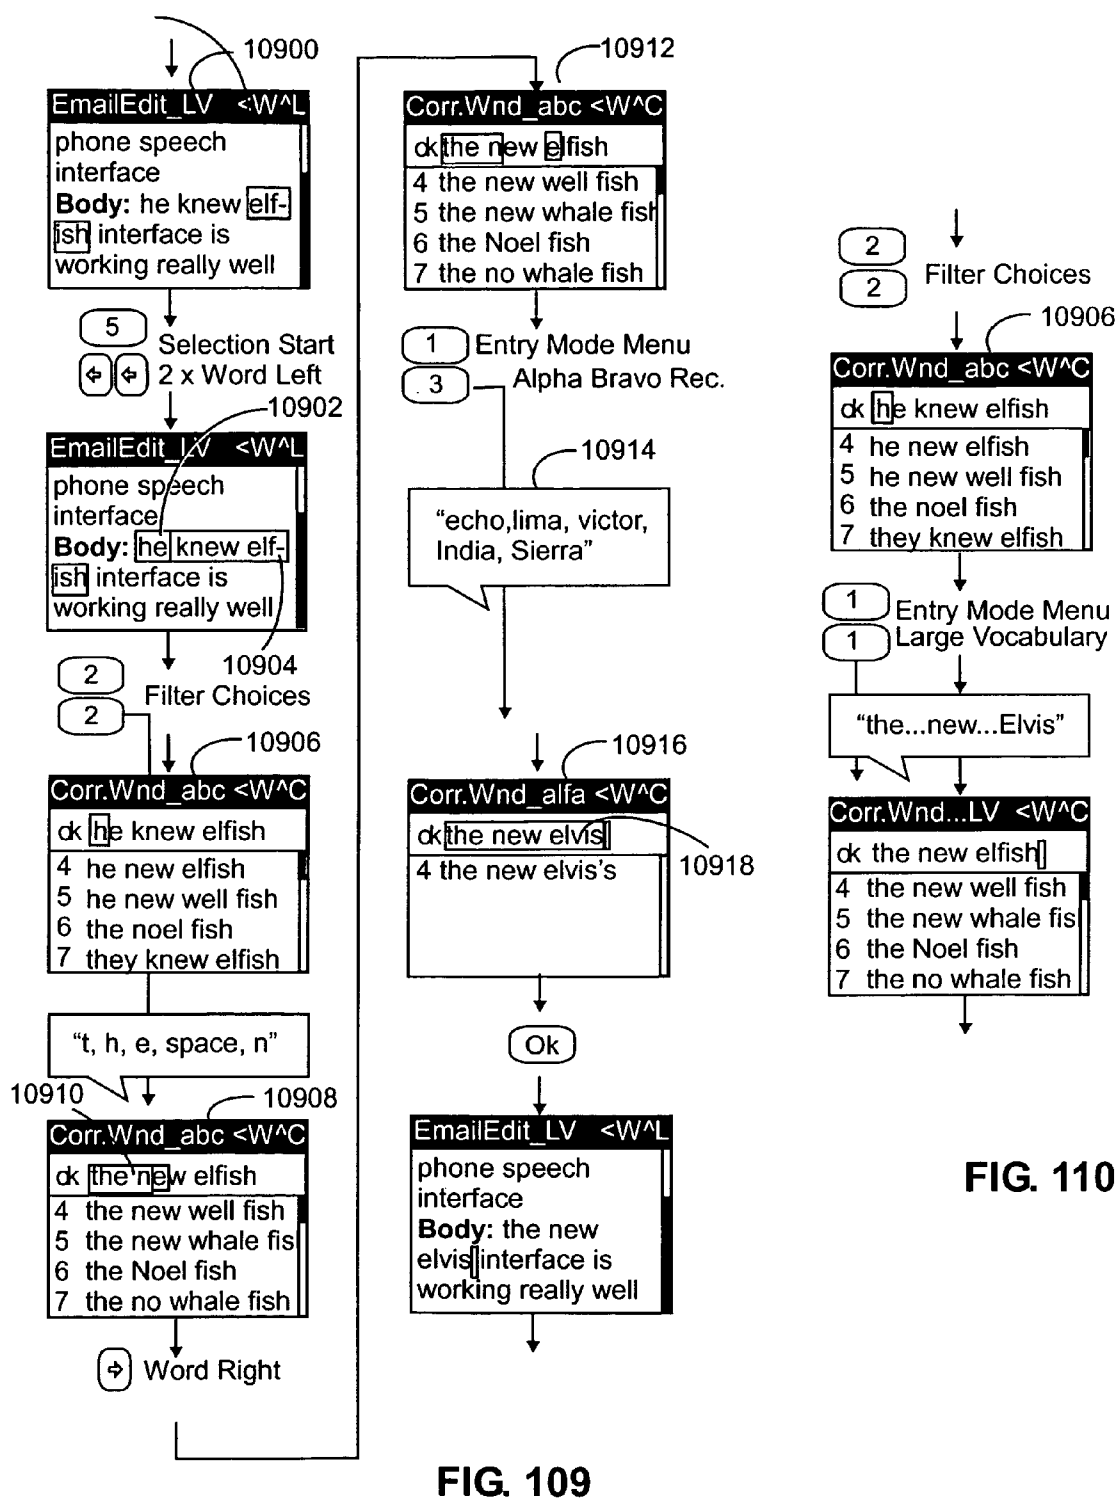 10900
EmailEdit_LV <:W^L
phone speech
interface
Body: he knew elf-
ish interface is
working really well
5
Selection Start
2 x Word Left
10902
EmailEdit_LV <W^L
phone speech
interface
Body: he knew elf-
ish interface is
working really well
10904
2
2
Filter Choices
10906
Corr.Wnd_abc <W^C
ok he knew elfish
4 he new elfish
5 he new well fish
6 the noel fish
7 they knew elfish
"t, h, e, space, n"
10910
10908
Corr.Wnd_abc <W^C
ok the new elfish
4 the new well fish
5 the new whale fis
6 the Noel fish
7 the no whale fish
Word Right
10912
Corr.Wnd_abc <W^C
ok the new elfish
4 the new well fish
5 the new whale fish
6 the Noel fish
7 the no whale fish
1 Entry Mode Menu
3 Alpha Bravo Rec.
10914
"echo,lima, victor,
India, Sierra"
10916
Corr.Wnd_alfa <W^C
ok the new elvis
10918
4 the new elvis's
Ok
EmailEdit_LV <W^L
phone speech
interface
Body: the new
elvis interface is
working really well
FIG. 109
2
2
Filter Choices
10906
Corr.Wnd_abc <W^C
ok he knew elfish
4 he new elfish
5 he new well fish
6 the noel fish
7 they knew elfish
1 Entry Mode Menu
1 Large Vocabulary
"the...new...Elvis"
Corr.Wnd...LV <W^C
ok the new elfish
4 the new well fish
5 the new whale fis
6 the Noel fish
7 the no whale fish
FIG. 110